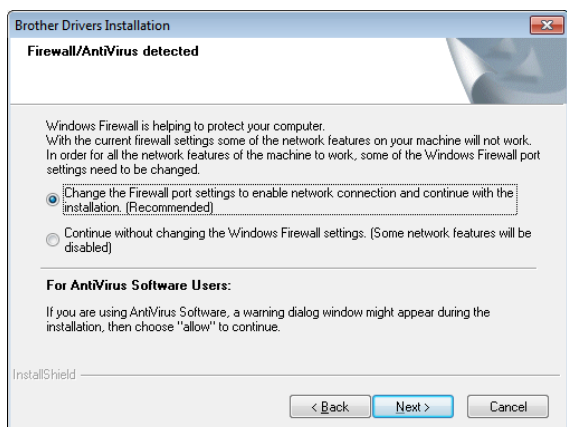 Brother Drivers Installation
Firewall/AntiVirus detected
Windows Firewall is helping to protect your computer.
With the current firewall settings some of the network features on your machine will not work.
In order for all the network features of the machine to work, some of the Windows Firewall port
settings need to be changed.
Change the Firewall port settings to enable network connection and continue with the
installation. (Recommended)
Continue without changing the Windows Firewall settings. (Some network features will be
disabled)
For AntiVirus Software Users:
If you are using AntiVirus Software, a warning dialog window might appear during the
installation, then choose "allow" to continue.
InstallShield
< Back Next > Cancel